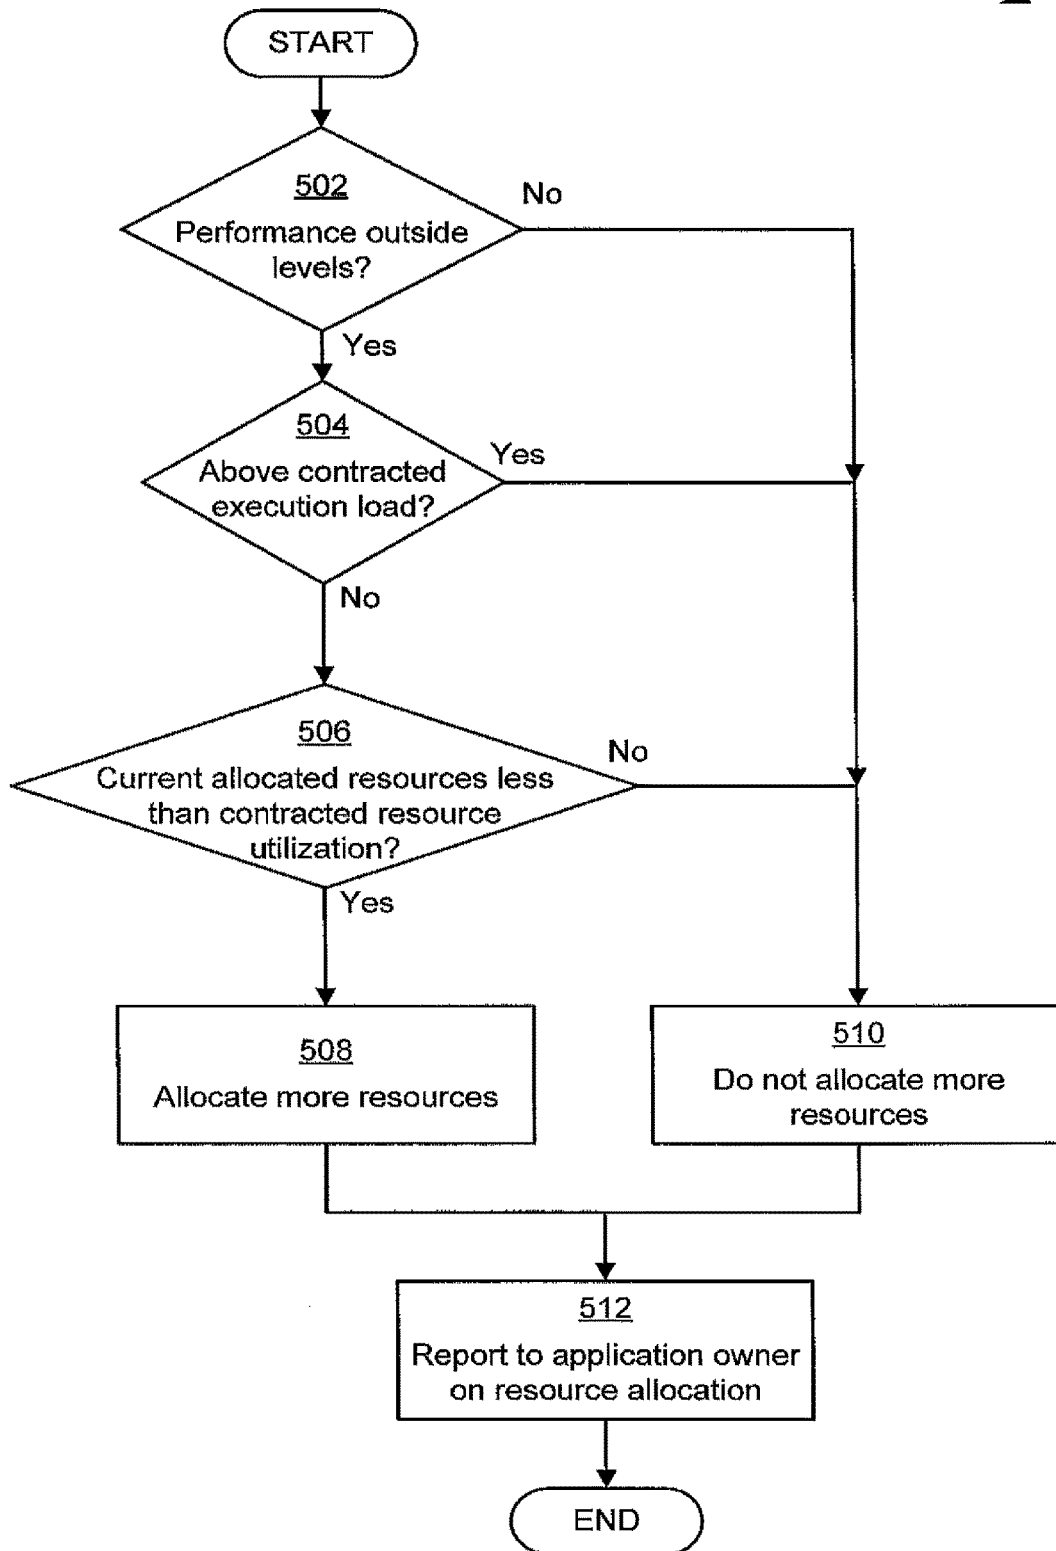 START
502
No
Performance outside
levels?
Yes
504
Yes
Above contracted
execution load?
No
506
No
Current allocated resources less
than contracted resource
utilization?
Yes
508
Allocate more resources
510
Do not allocate more
resources
512
Report to application owner
on resource allocation
END